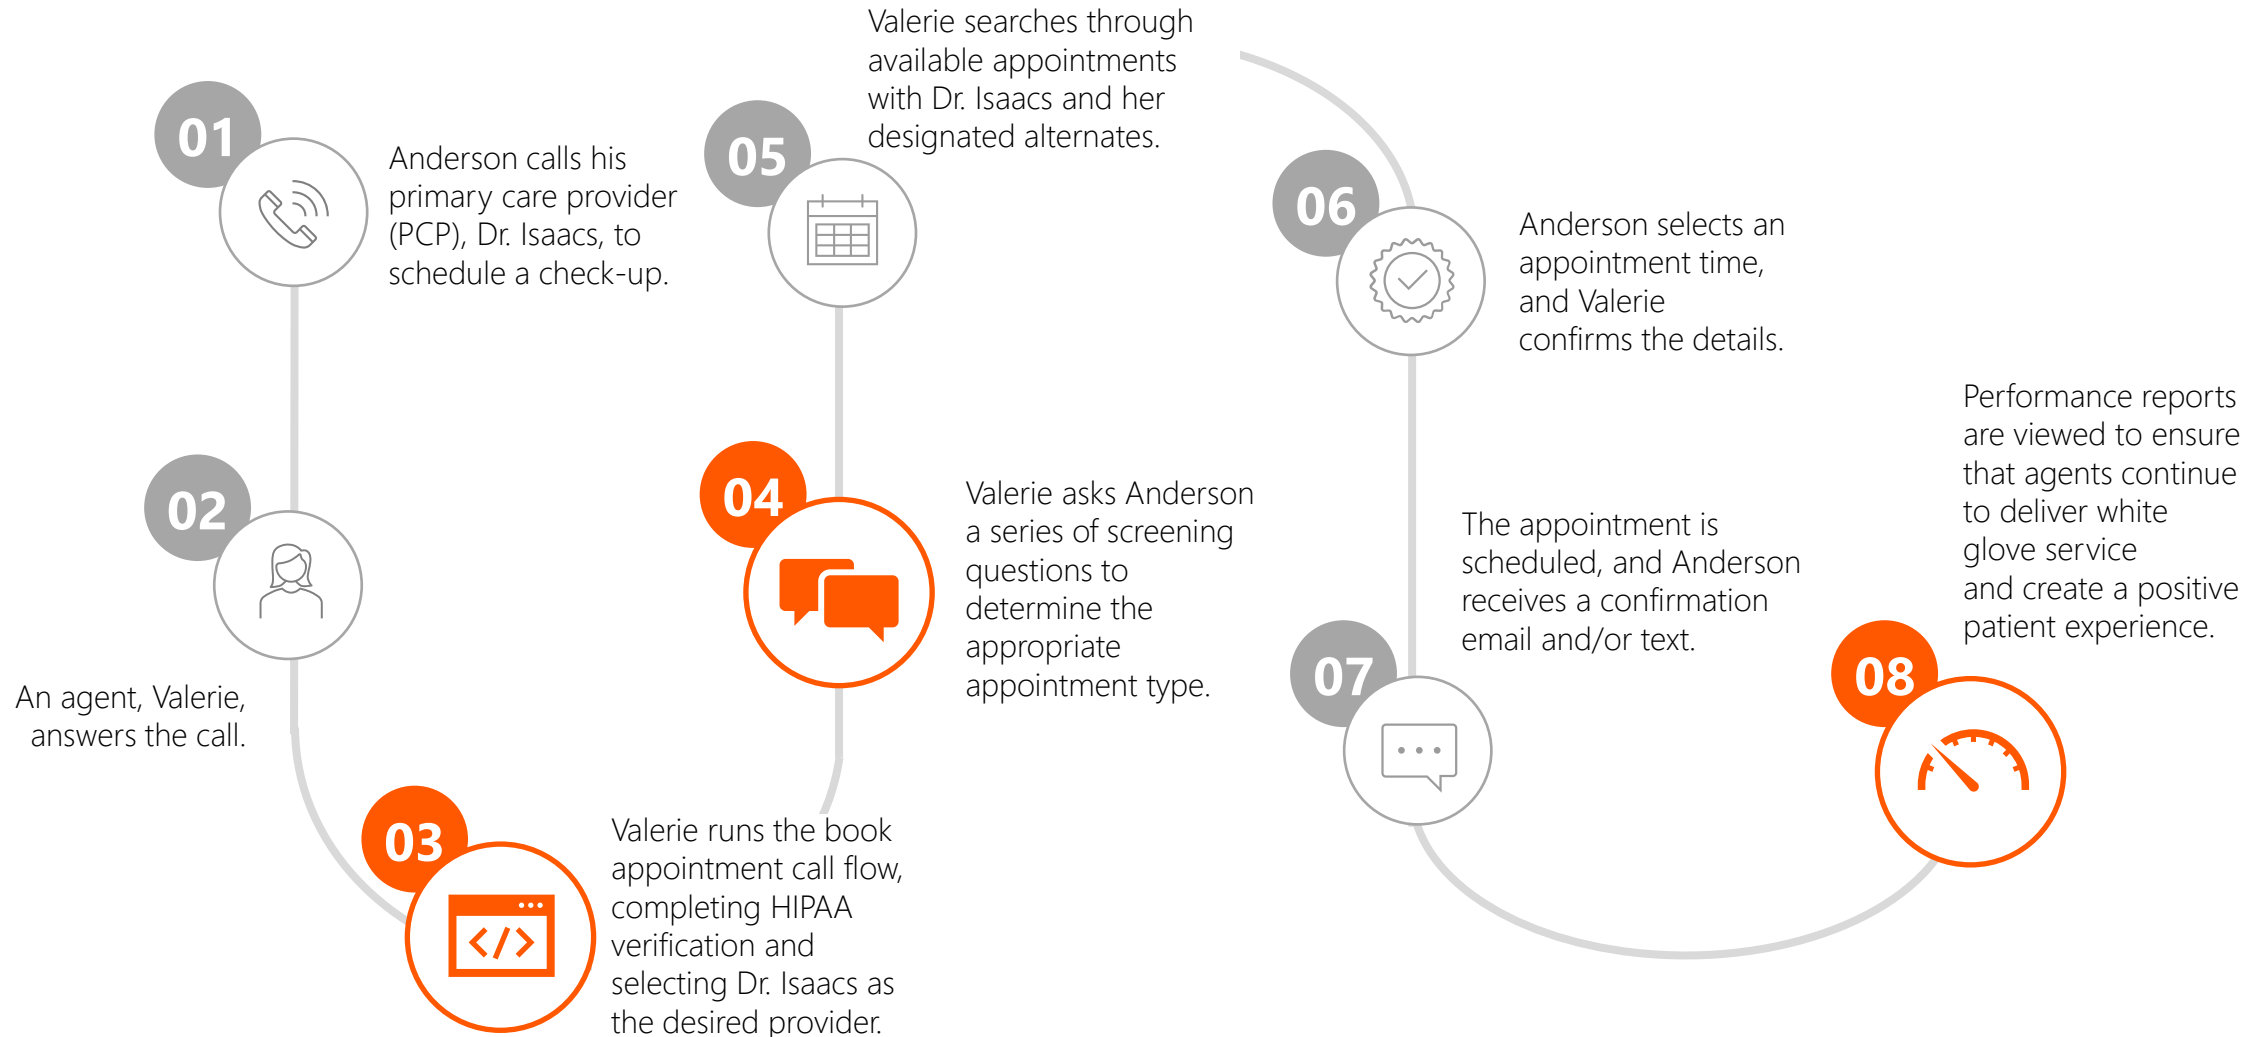 01
Anderson calls his
primary care provider
(PCP), Dr. Isaacs, to
schedule a check-up.
02
An agent, Valerie,
answers the call.
03
</>
Valerie runs the book
appointment call flow,
completing HIPAA
verification and
selecting Dr. Isaacs as
the desired provider.
04
Valerie asks Anderson
a series of screening
questions to
determine the
appropriate
appointment type.
05
Valerie searches through
available appointments
with Dr. Isaacs and her
designated alternates.
06
Anderson selects an
appointment time,
and Valerie
confirms the details.
07
The appointment is
scheduled, and Anderson
receives a confirmation
email and/or text.
08
Performance reports
are viewed to ensure
that agents continue
to deliver white
glove service
and create a positive
patient experience.